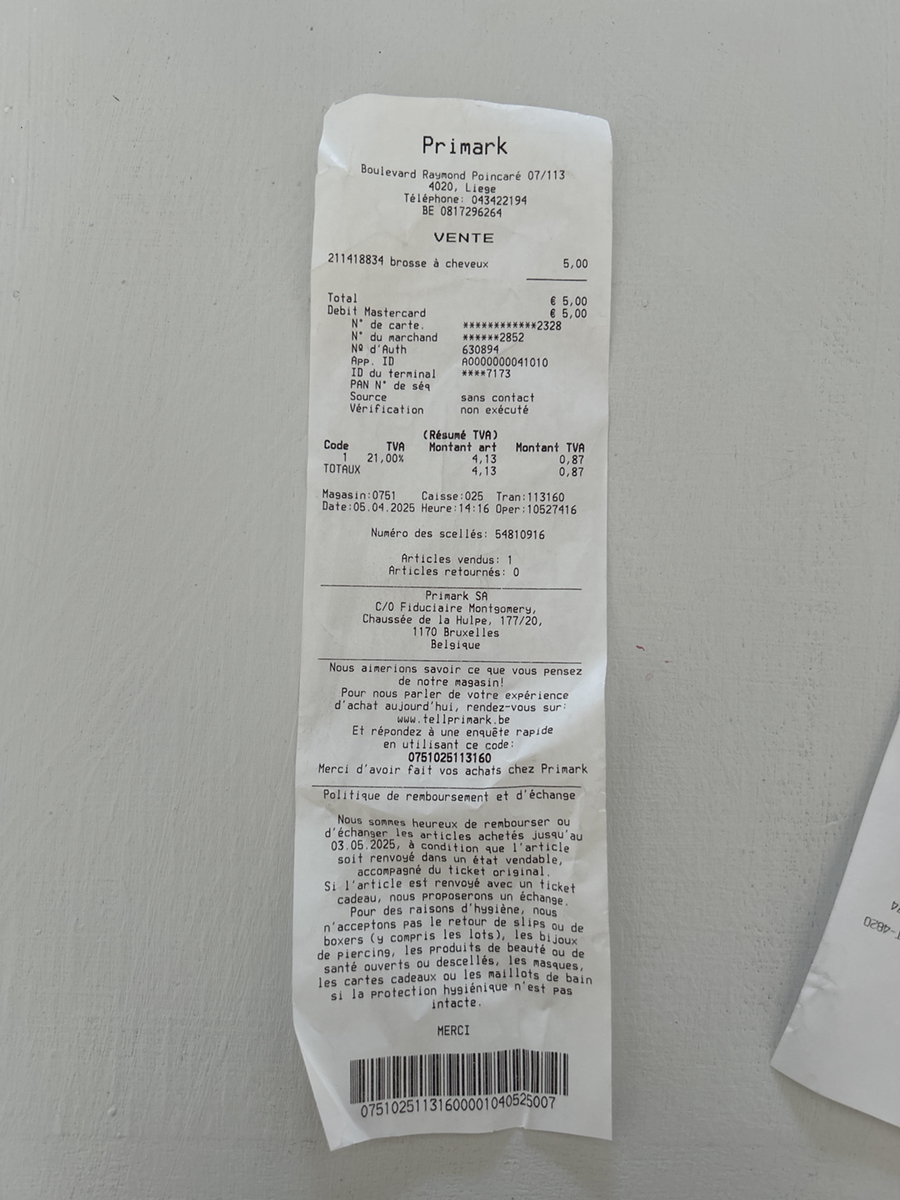 Primark
Boulevard Raymond Poincaré 07/113
4020, Liege
Téléphone: 043422194
BE 0817296264
VENTE
211418834 brosse à cheveux 5,00
Total € 5,00
Debit Mastercard € 5,00
N° de carte. ************2328
N° du marchand ******2852
Nº d'Auth 630894
App. ID A0000000041010
ID du terminal ****7173
PAN N° de séq
Source sans contact
Vérification non exécuté
(Résumé TVA)
Code TVA Montant art Montant TVA
1 21,00% 4,13 0,87
TOTAUX 4,13 0,87
Magasin:0751 Caisse:025 Tran:113160
Date:05.04.2025 Heure:14:16 Oper:10527416
Numéro des scellés: 54810916
Articles vendus: 1
Articles retournés: 0
Primark SA
C/O Fiduciaire Montgomery,
Chaussée de la Hulpe, 177/20,
1170 Bruxelles
Belgique
Nous aimerions savoir ce que vous pensez
de notre magasin!
Pour nous parler de votre expérience
d'achat aujourd'hui, rendez-vous sur:
www.tellprimark.be
Et répondez à une enquête rapide
en utilisant ce code:
0751025113160
Merci d'avoir fait vos achats chez Primark
Politique de remboursement et d'échange
Nous sommes heureux de rembourser ou
d'échanger les articles achetés jusqu'au
03.05.2025, à condition que l'article
soit renvoyé dans un état vendable,
accompagné du ticket original.
Si l'article est renvoyé avec un ticket
cadeau, nous proposerons un échange.
Pour des raisons d'hygiène, nous
n'acceptons pas le retour de slips ou de
boxers (y compris les lots), les bijoux
de piercing, les produits de beauté ou de
santé ouverts ou descellés, les masques,
les cartes cadeaux ou les maillots de bain
si la protection hygiénique n'est pas
intacte.
MERCI
075102511316000010405250​07